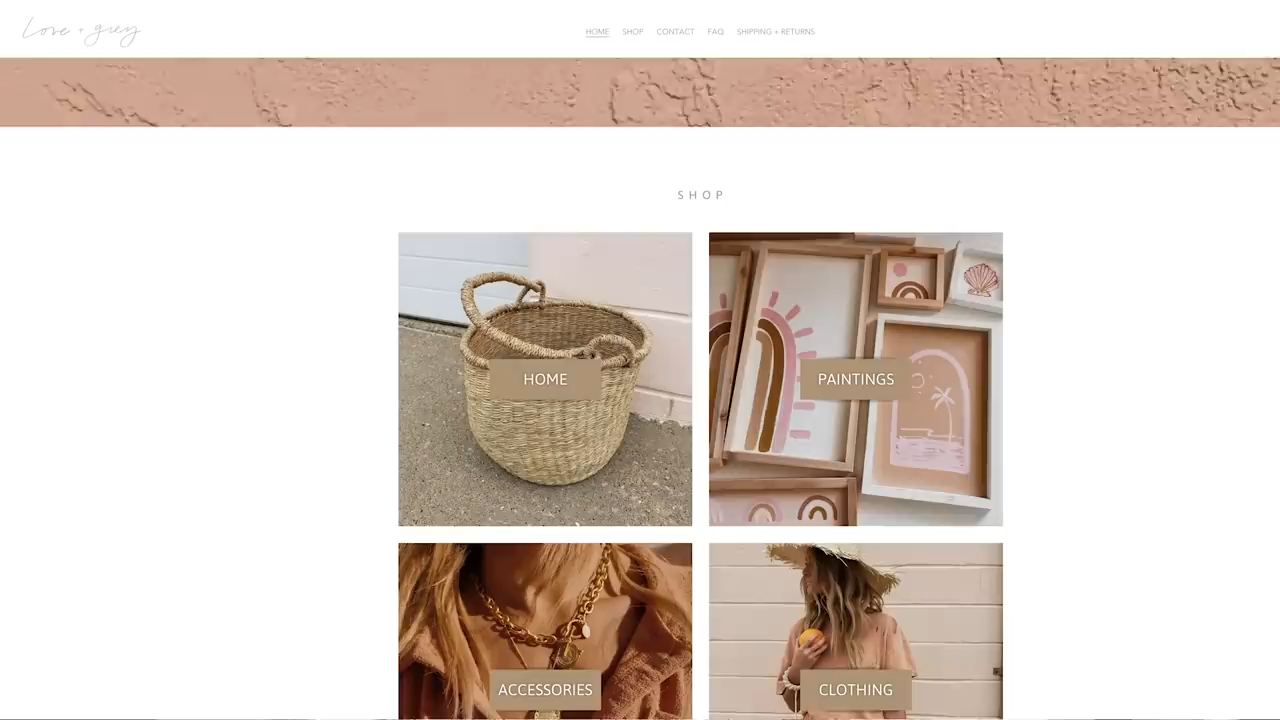 Love + grey
HOME SHOP CONTACT FAQ SHIPPING + RETURNS
SHOP
HOME
PAINTINGS
ACCESSORIES
CLOTHING